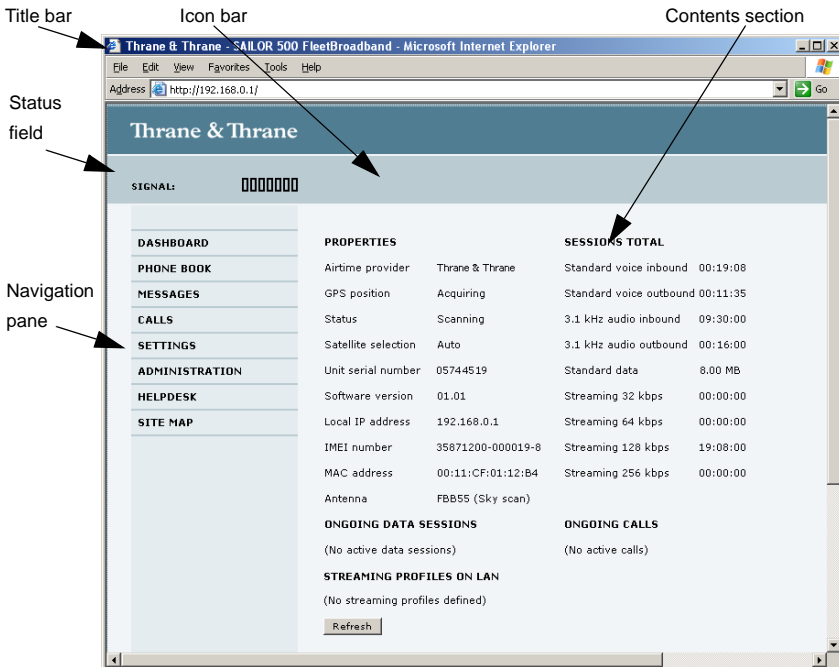 Title bar
Icon bar
Contents section
Thrane & Thrane - SAILOR 500 FleetBroadband - Microsoft Internet Explorer
File Edit View Favorites Tools Help
Address http://192.168.0.1/ Go
Status
field
Thrane & Thrane
SIGNAL:
Navigation
pane
DASHBOARD
PHONE BOOK
MESSAGES
CALLS
SETTINGS
ADMINISTRATION
HELPDESK
SITE MAP
PROPERTIES
Airtime provider Thrane & Thrane
GPS position Acquiring
Status Scanning
Satellite selection Auto
Unit serial number 05744519
Software version 01.01
Local IP address 192.168.0.1
IMEI number 35871200-000019-8
MAC address 00:11:CF:01:12:B4
Antenna FBB55 (Sky scan)
SESSIONS TOTAL
Standard voice inbound 00:19:08
Standard voice outbound 00:11:35
3.1 kHz audio inbound 09:30:00
3.1 kHz audio outbound 00:16:00
Standard data 8.00 MB
Streaming 32 kbps 00:00:00
Streaming 64 kbps 00:00:00
Streaming 128 kbps 19:08:00
Streaming 256 kbps 00:00:00
ONGOING DATA SESSIONS
(No active data sessions)
ONGOING CALLS
(No active calls)
STREAMING PROFILES ON LAN
(No streaming profiles defined)
Refresh